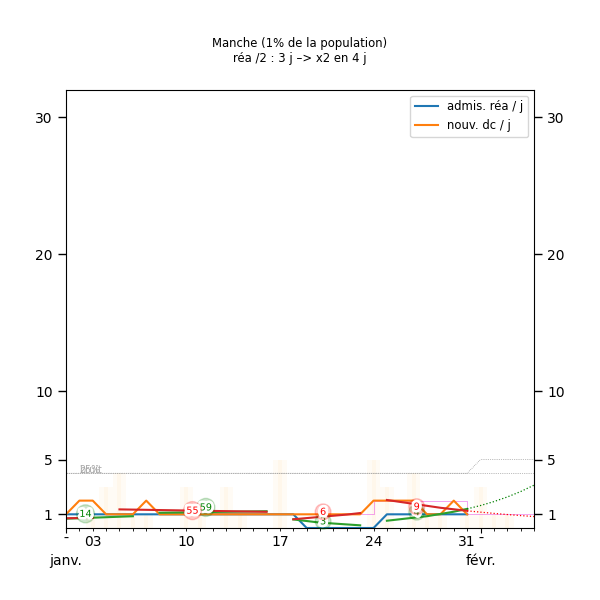 Manche (1% de la population)
réa /2 : 3 j –> x2 en 4 j
admis. réa / j
nouv. dc / j
30
30
20
20
10
10
5
5
25%
14
59
55
6
9
3
1
1
- 03 10 17 24 31 -
janv. févr.